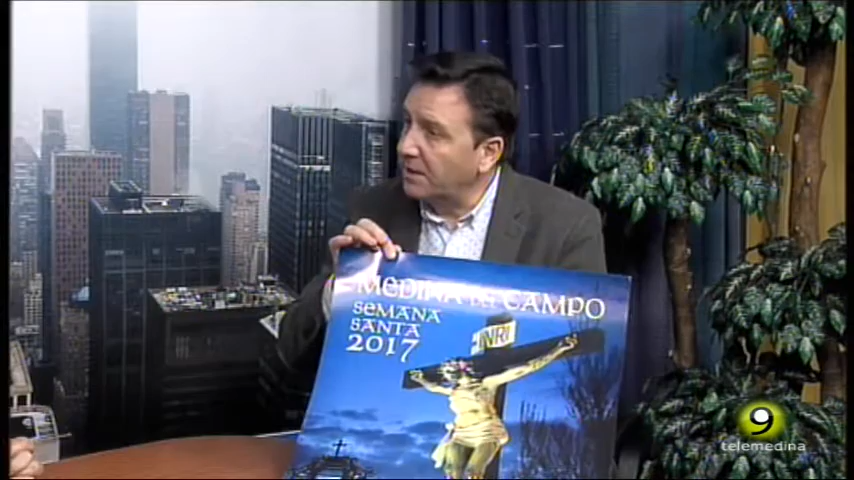 MEDINA DEL CAMPO
SEMANA
SANTA
2017
INRI
9
telemedina